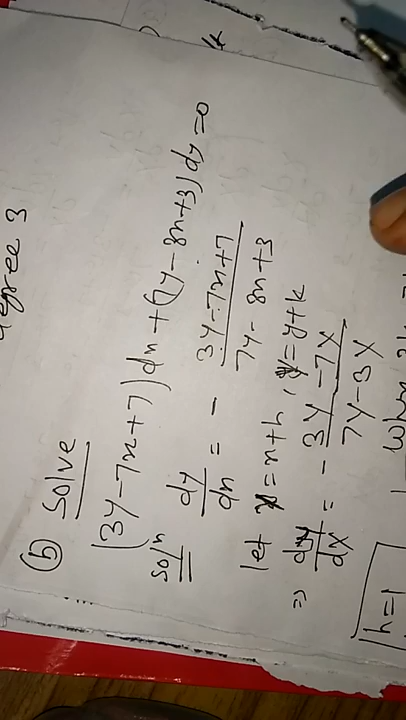 degree 3
(b) Solve
(3y-7x+7)dx+(7y-8x+3)dy=0
Solⁿ dy/dx = - (3y-7x+7)/(7y-8x+3)
let X=x+h, Y=y+k
⇒ dY/dX = - (3Y-7X)/(7Y-3X)
h=1